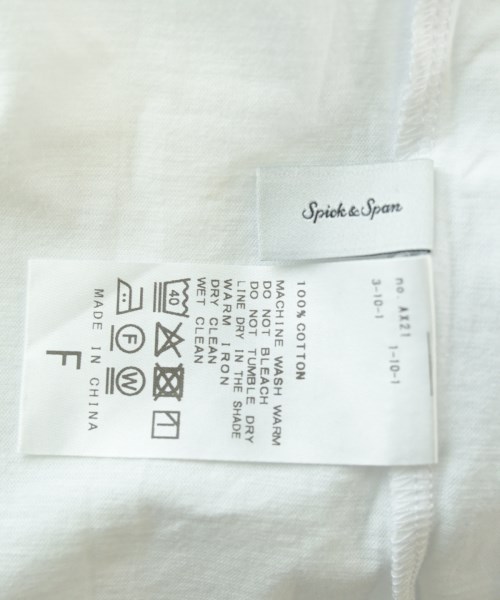 Spick & Span
no. AX21 1-10-1
3-10-1
100% COTTON
MACHINE WASH WARM
DO NOT BLEACH
DO NOT TUMBLE DRY
LINE DRY IN THE SHADE
WARM IRON
DRY CLEAN
WET CLEAN
40
F W
MADE IN CHINA
F